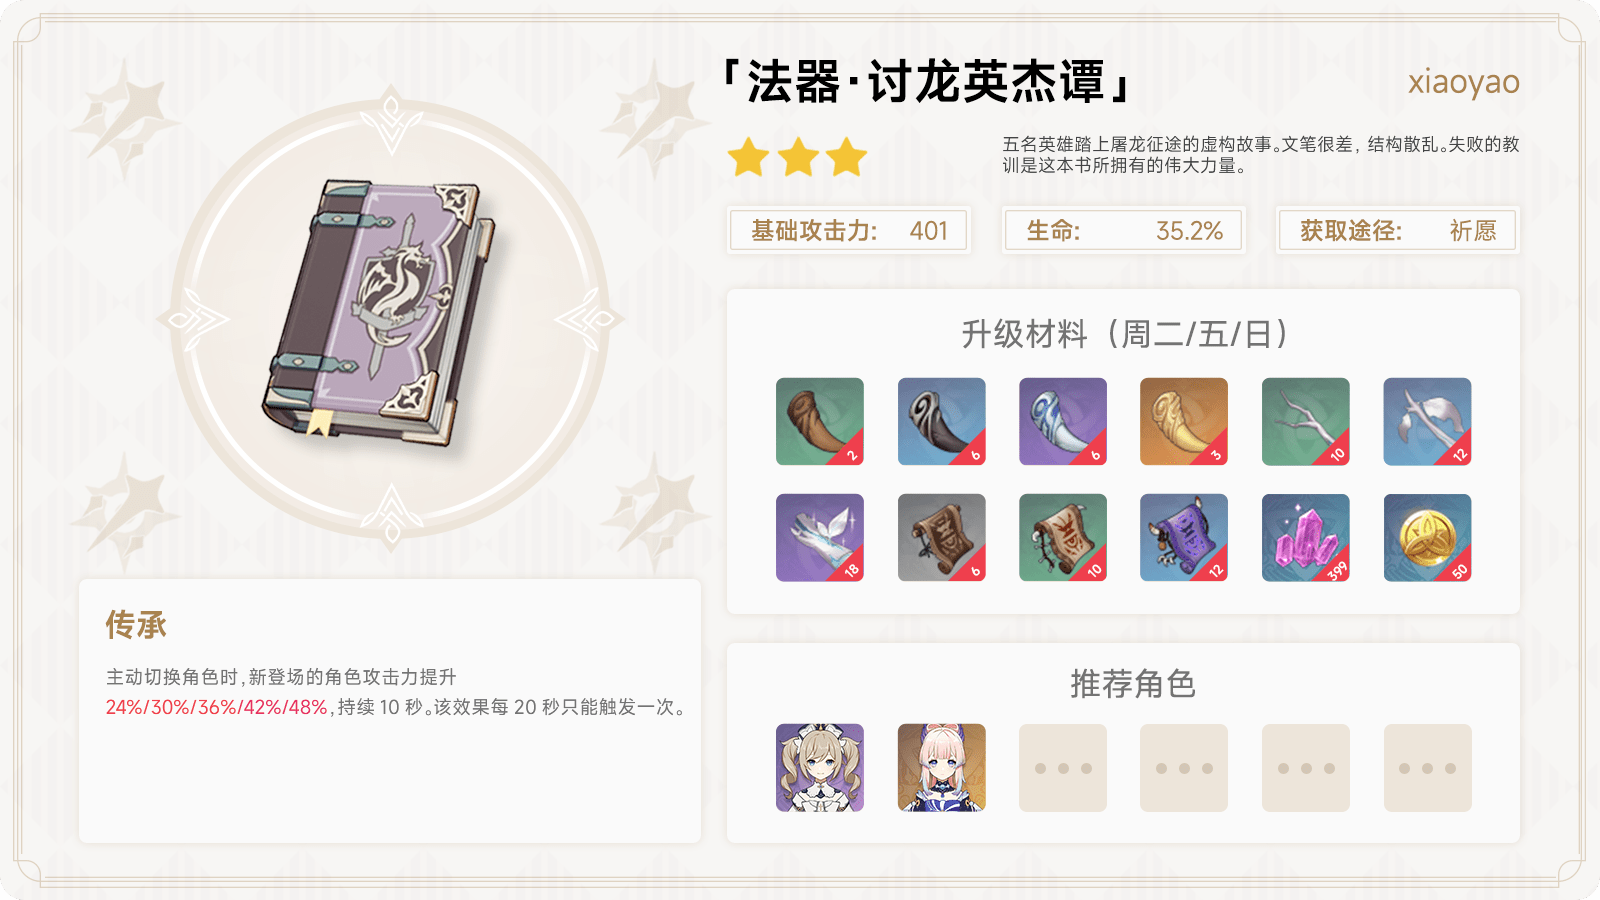 「法器·讨龙英杰谭」
xiaoyao
五名英雄踏上屠龙征途的虚构故事。文笔很差，结构散乱。失败的教
训是这本书所拥有的伟大力量。
基础攻击力: 401
生命: 35.2%
获取途径: 祈愿
升级材料（周二/五/日）
2
6
6
3
10
12
18
6
10
12
399
50
传承
主动切换角色时,新登场的角色攻击力提升
24%/30%/36%/42%/48%,持续 10 秒。该效果每 20 秒只能触发一次。
推荐角色